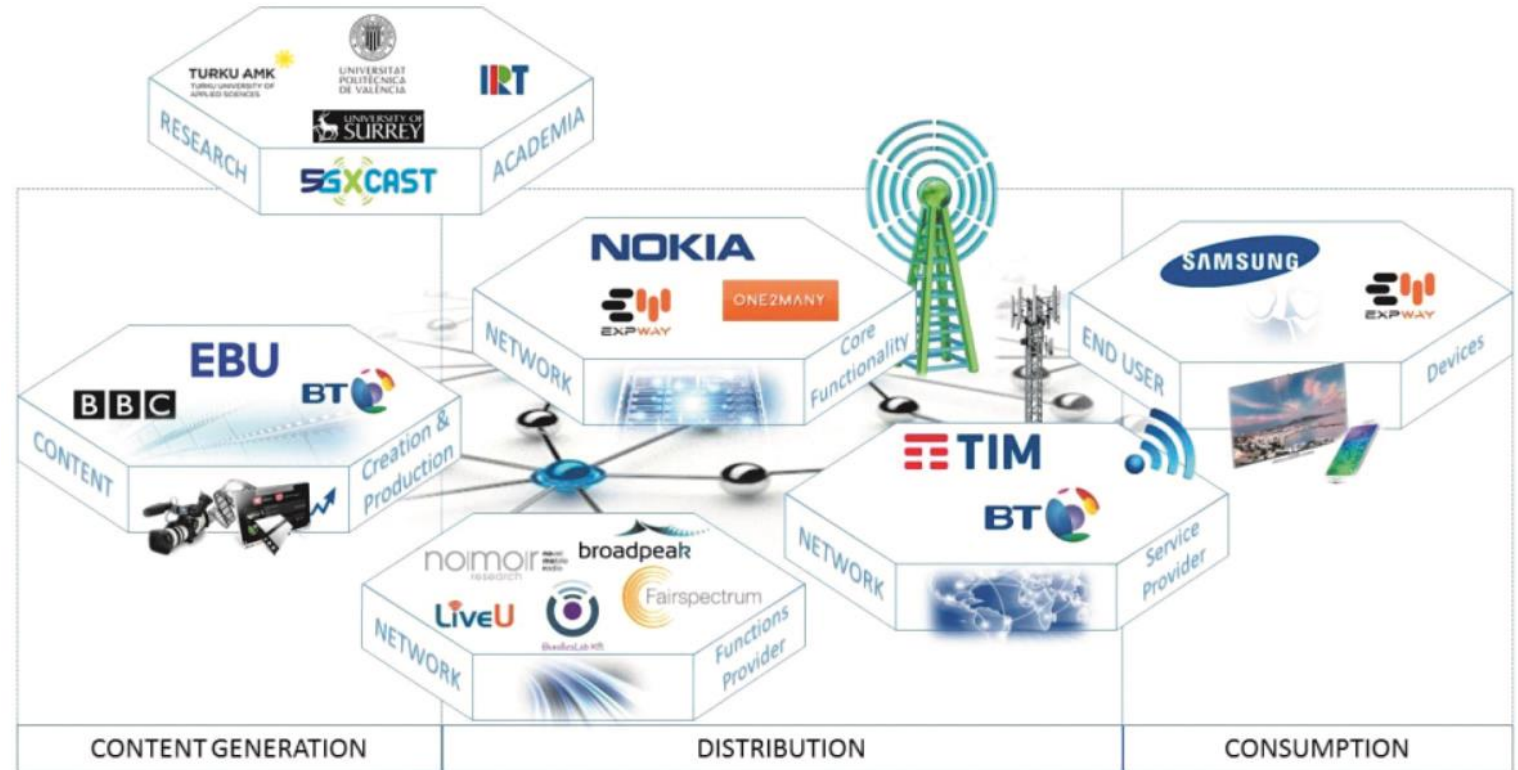 TURKU AMK
TURKU UNIVERSITY OF
APPLIED SCIENCES
UNIVERSITAT
POLITÈCNICA
DE VALÈNCIA
IRT
UNIVERSITY OF
SURREY
RESEARCH
ACADEMIA
5GXCAST
NOKIA
EXPWAY
ONE2MANY
NETWORK
Core
Functionality
SAMSUNG
EXPWAY
END USER
Devices
EBU
BBC
BT
CONTENT
Creation &
Production
TIM
BT
NETWORK
Service
Provider
nomor
research
broadpeak
LiveU
Fairspectrum
NETWORK
Functions
Provider
CONTENT GENERATION
DISTRIBUTION
CONSUMPTION